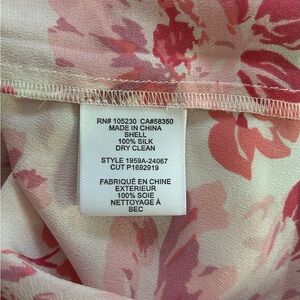 RN# 105230 CA#58350
MADE IN CHINA
SHELL
100% SILK
DRY CLEAN
STYLE 1959A-24067
CUT P1692919
FABRIQUÉ EN CHINE
EXTERIEUR
100% SOIE
NETTOYAGE À
SEC